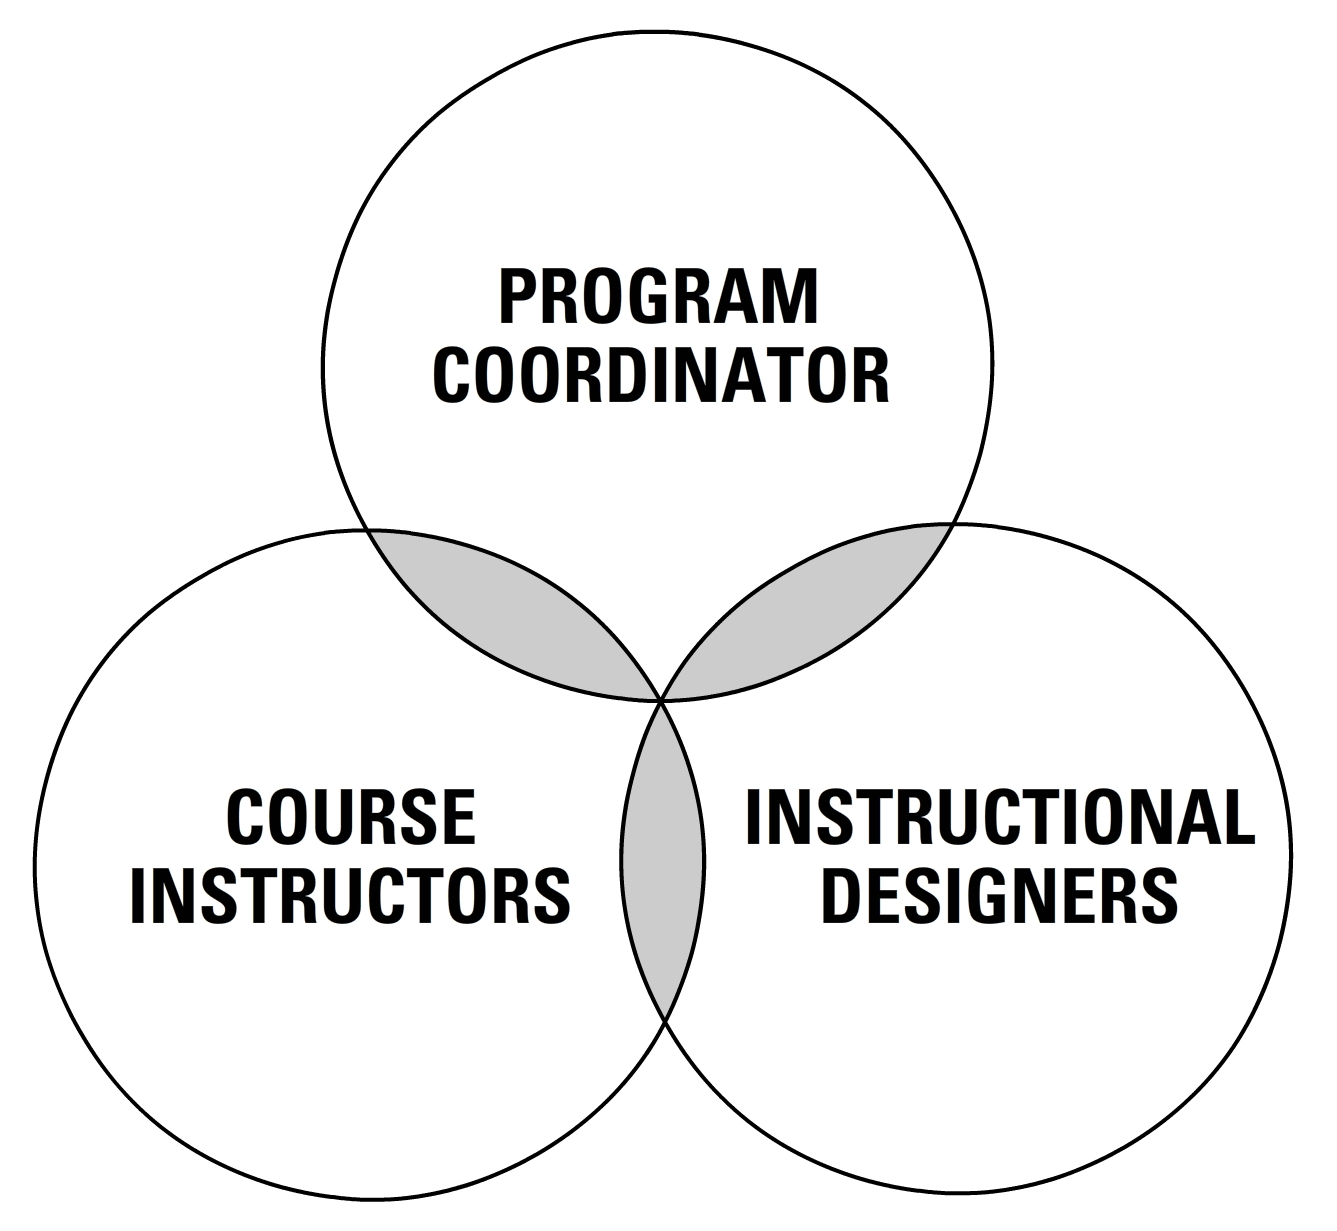 PROGRAM
COORDINATOR
COURSE
INSTRUCTORS
INSTRUCTIONAL
DESIGNERS